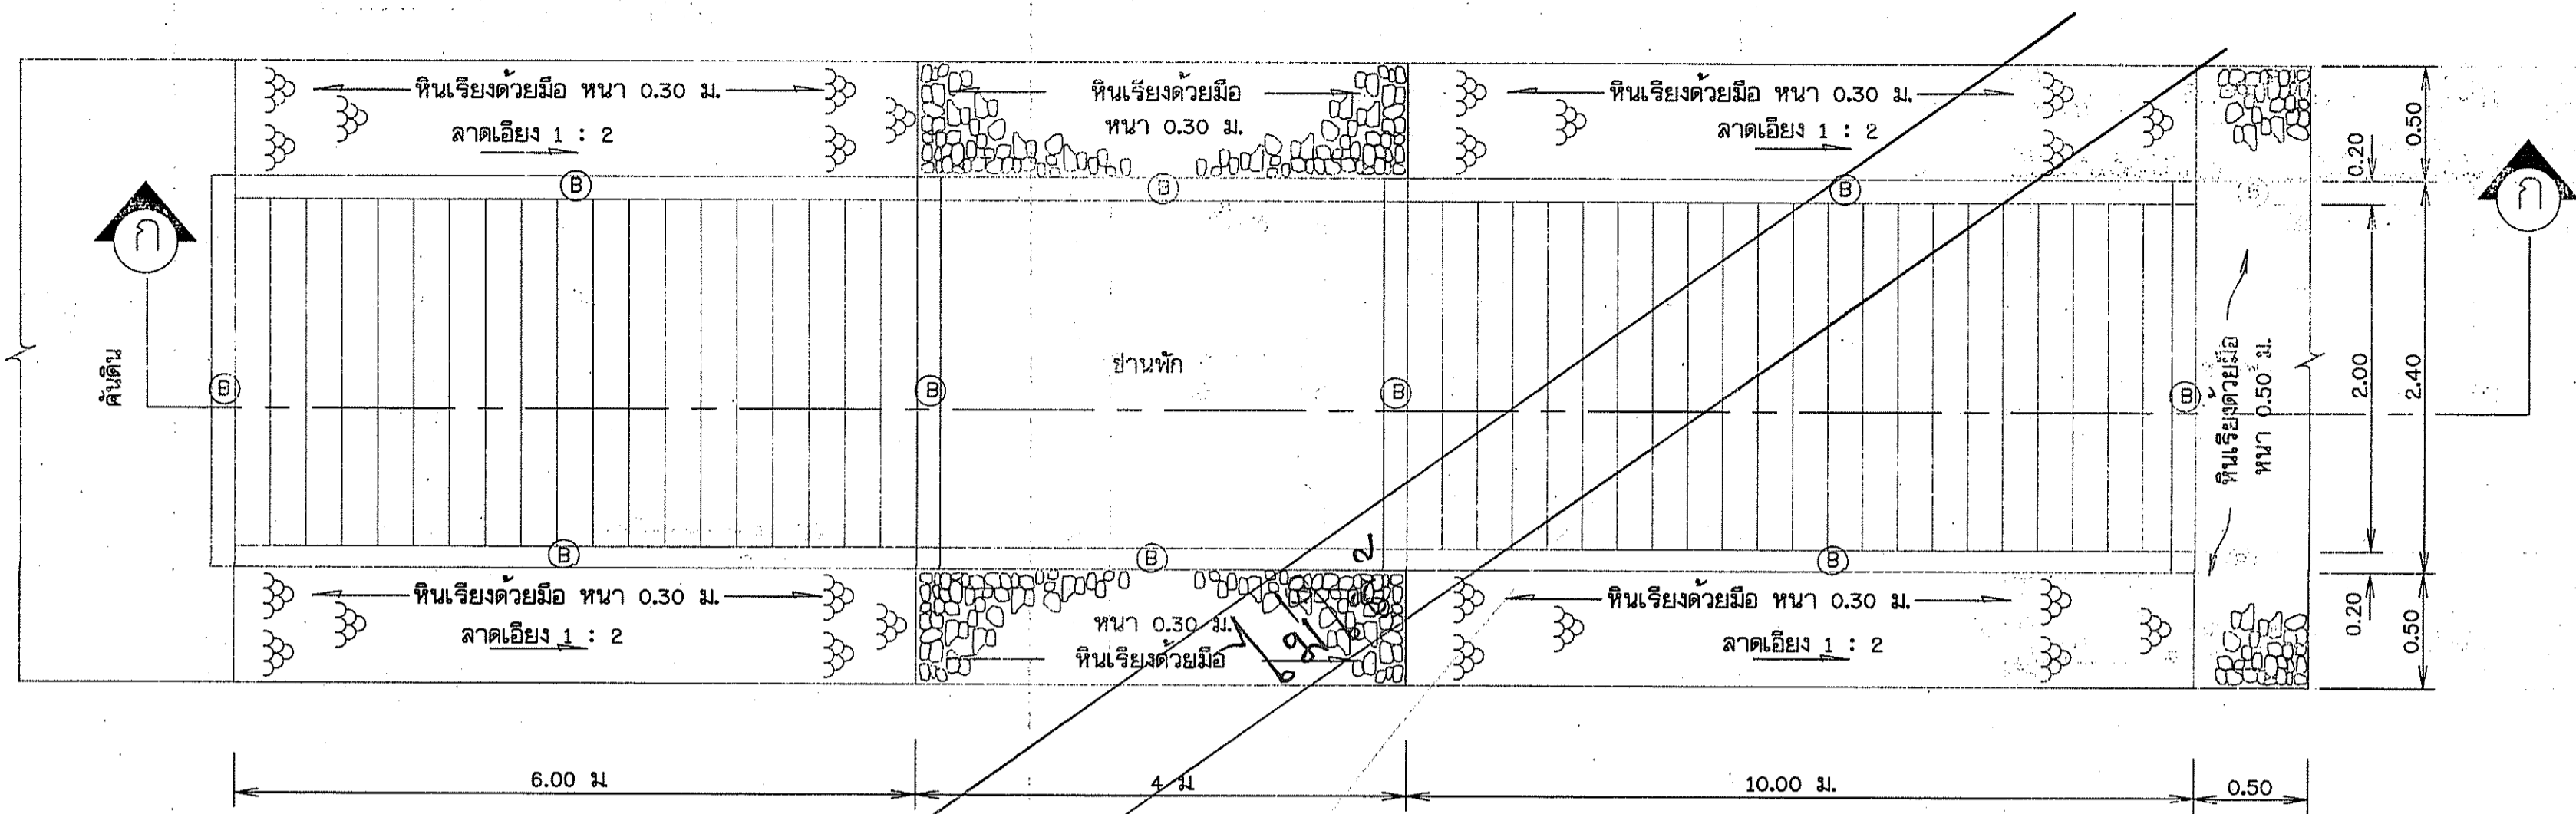 หินเรียงด้วยมือ หนา 0.30 ม.
ลาดเอียง 1 : 2
หินเรียงด้วยมือ
หนา 0.30 ม.
หินเรียงด้วยมือ หนา 0.30 ม.
ลาดเอียง 1 : 2
0.50
0.20
B
B
B
B
ก
ก
คันดิน
B
B
ชานพัก
B
B
หินเรียงด้วยมือ
หนา 0.50 ม.
2.00
2.40
B
B
B
หินเรียงด้วยมือ หนา 0.30 ม.
ลาดเอียง 1 : 2
หนา 0.30 ม.
หินเรียงด้วยมือ
หินเรียงด้วยมือ หนา 0.30 ม.
ลาดเอียง 1 : 2
0.20
0.50
6.00 ม
4 ม
10.00 ม.
0.50